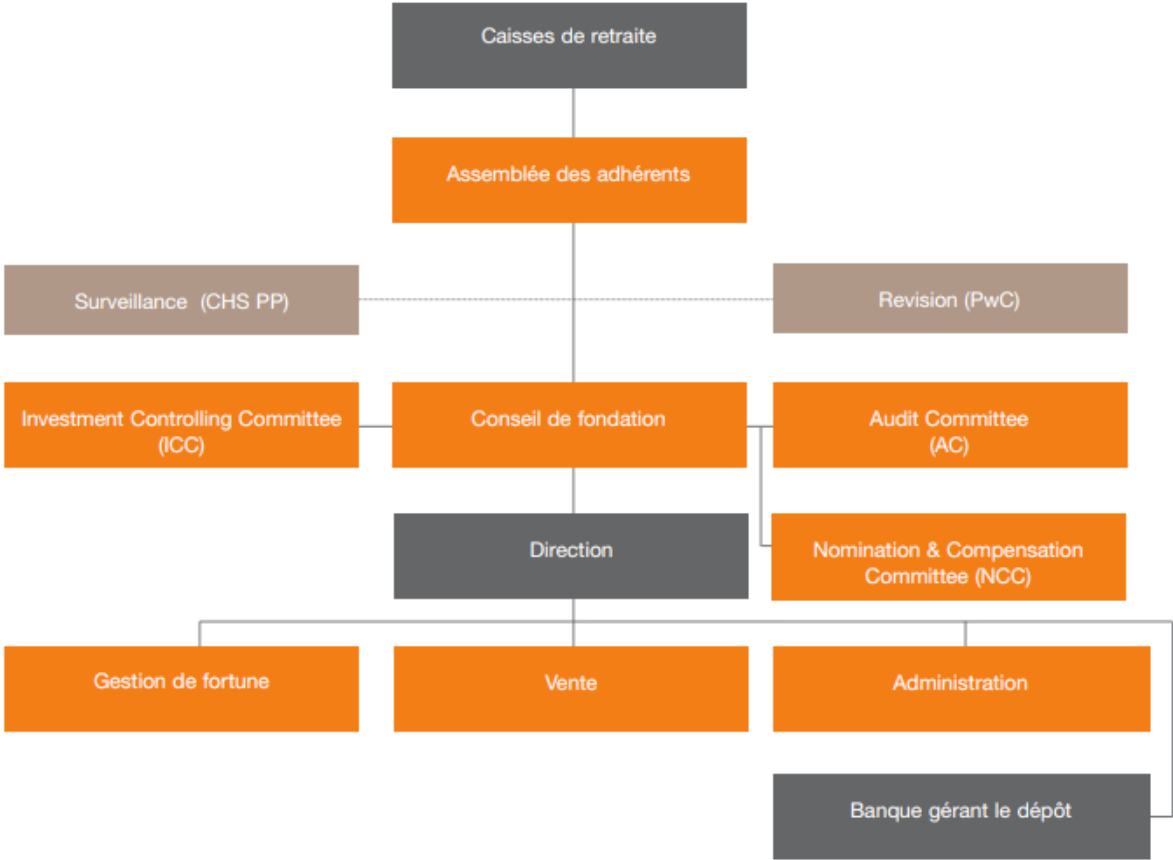 Caisses de retraite
Assemblée des adhérents
Surveillance (CHS PP)
Revision (PwC)
Investment Controlling Committee
(ICC)
Conseil de fondation
Audit Committee
(AC)
Direction
Nomination & Compensation
Committee (NCC)
Gestion de fortune
Vente
Administration
Banque gérant le dépôt